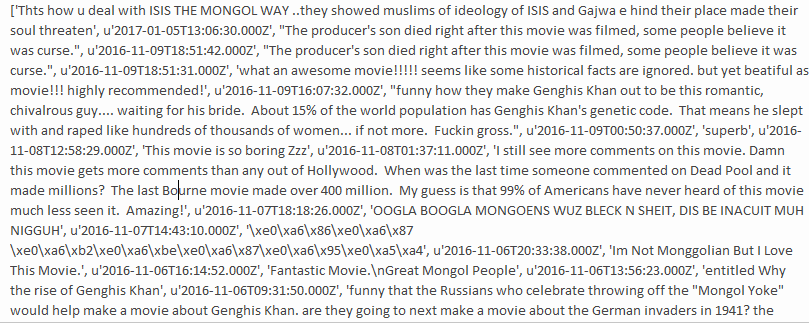 ['Thts how u deal with ISIS THE MONGOL WAY ..they showed muslims of ideology of ISIS and Gajwa e hind their place made their
soul threaten', u'2017-01-05T13:06:30.000Z', "The producer's son died right after this movie was filmed, some people believe it
was curse.", u'2016-11-09T18:51:42.000Z', "The producer's son died right after this movie was filmed, some people believe it was
curse.", u'2016-11-09T18:51:31.000Z', 'what an awesome movie!!!!! seems like some historical facts are ignored. but yet beatiful as
movie!!! highly recommended!', u'2016-11-09T16:07:32.000Z', "funny how they make Genghis Khan out to be this romantic,
chivalrous guy.... waiting for his bride.  About 15% of the world population has Genghis Khan's genetic code.  That means he slept
with and raped like hundreds of thousands of women... if not more.  Fuckin gross.", u'2016-11-09T00:50:37.000Z', 'superb', u'2016-
11-08T12:58:29.000Z', 'This movie is so boring Zzz', u'2016-11-08T01:37:11.000Z', 'I still see more comments on this movie. Damn
this movie gets more comments than any out of Hollywood.  When was the last time someone commented on Dead Pool and it
made millions?  The last Bourne movie made over 400 million.  My guess is that 99% of Americans have never heard of this movie
much less seen it.  Amazing!', u'2016-11-07T18:18:26.000Z', 'OOGLA BOOGLA MONGOENS WUZ BLECK N SHEIT, DIS BE INACUIT MUH
NIGGUH', u'2016-11-07T14:43:10.000Z', '\xe0\xa6\x86\xe0\xa6\x87
\xe0\xa6\xb2\xe0\xa6\xbe\xe0\xa6\x87\xe0\xa6\x95\xe0\xa5\xa4', u'2016-11-06T20:33:38.000Z', 'Im Not Monggolian But I Love
This Movie.', u'2016-11-06T16:14:52.000Z', 'Fantastic Movie.\nGreat Mongol People', u'2016-11-06T13:56:23.000Z', 'entitled Why
the rise of Genghis Khan', u'2016-11-06T09:31:50.000Z', 'funny that the Russians who celebrate throwing off the "Mongol Yoke"
would help make a movie about Genghis Khan. are they going to next make a movie about the German invaders in 1941? the